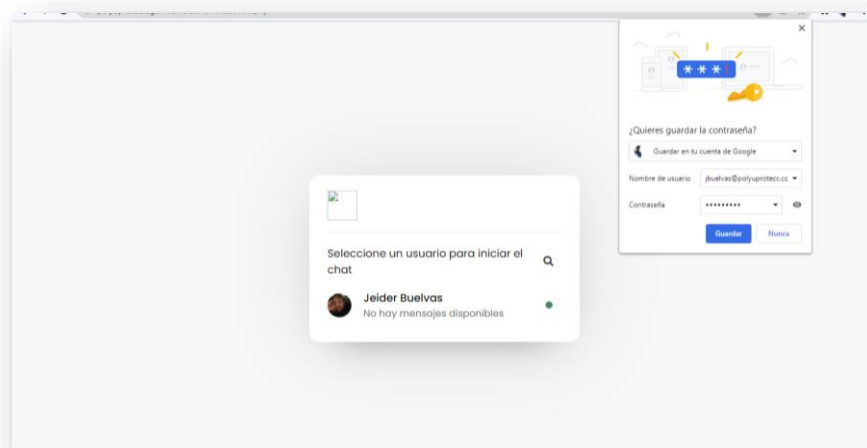 * * *
¿Quieres guardar la contraseña?
Guardar en tu cuenta de Google
Nombre de usuario
jbuelvas@polyuprotecc.cc
Contraseña
•••••••••
Guardar
Nunca
Seleccione un usuario para iniciar el
chat
Jeider Buelvas
No hay mensajes disponibles